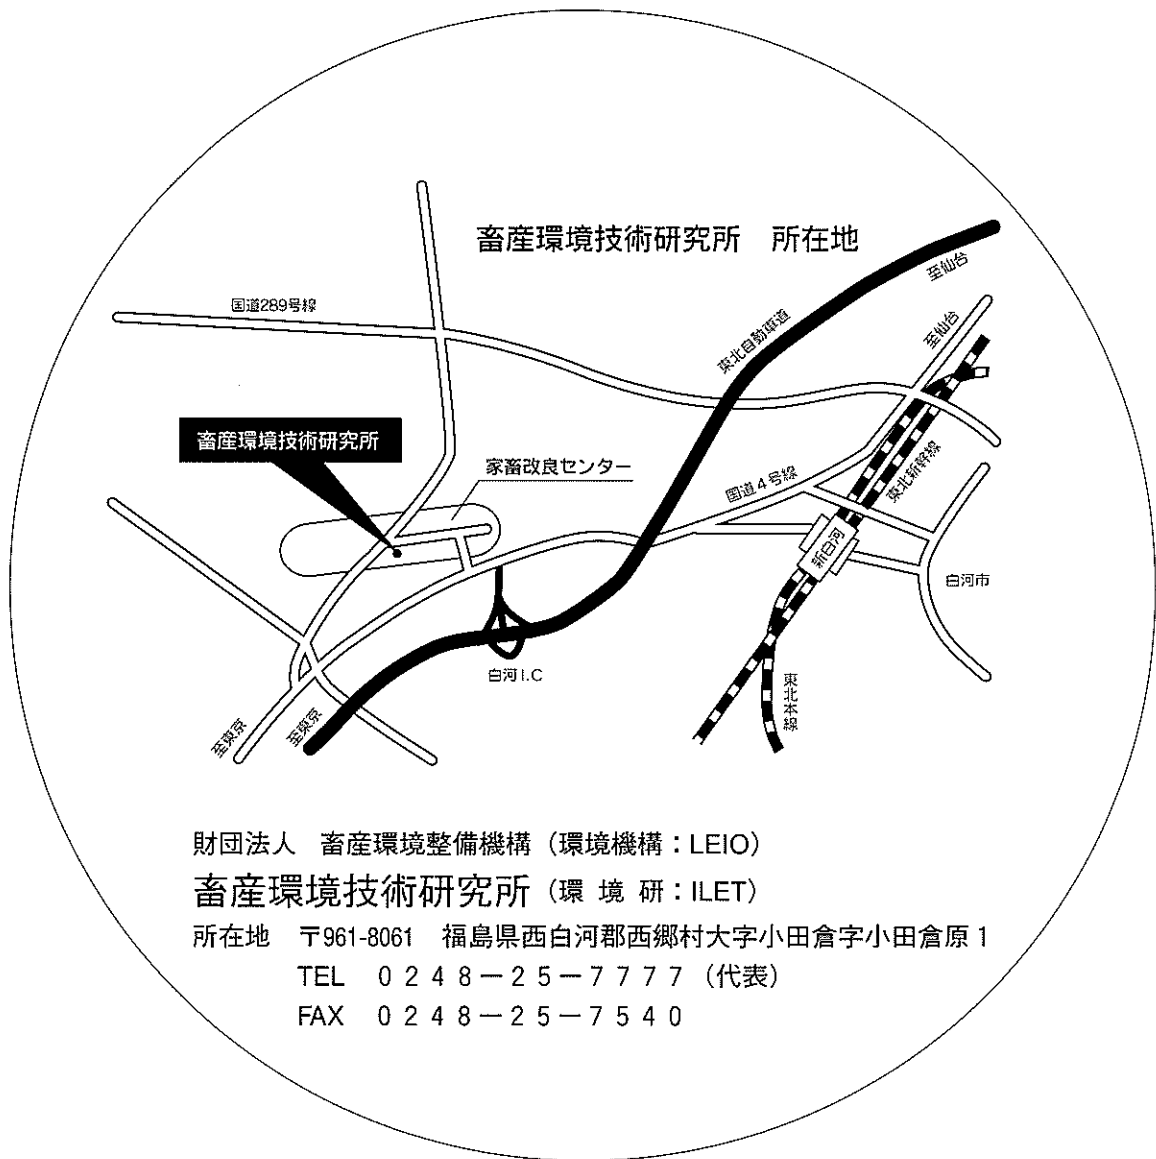 畜産環境技術研究所　所在地
至仙台
国道289号線
東北自動車道
至仙台
畜産環境技術研究所
家畜改良センター
国道４号線
東北新幹線
新白河
白河市
白河I.C
東北本線
至東京
至東京
財団法人　畜産環境整備機構（環境機構：LEIO）
畜産環境技術研究所（環 境 研：ILET）
所在地　〒961-8061　福島県西白河郡西郷村大字小田倉字小田倉原１
TEL　０２４８－２５－７７７７（代表）
FAX　０２４８－２５－７５４０